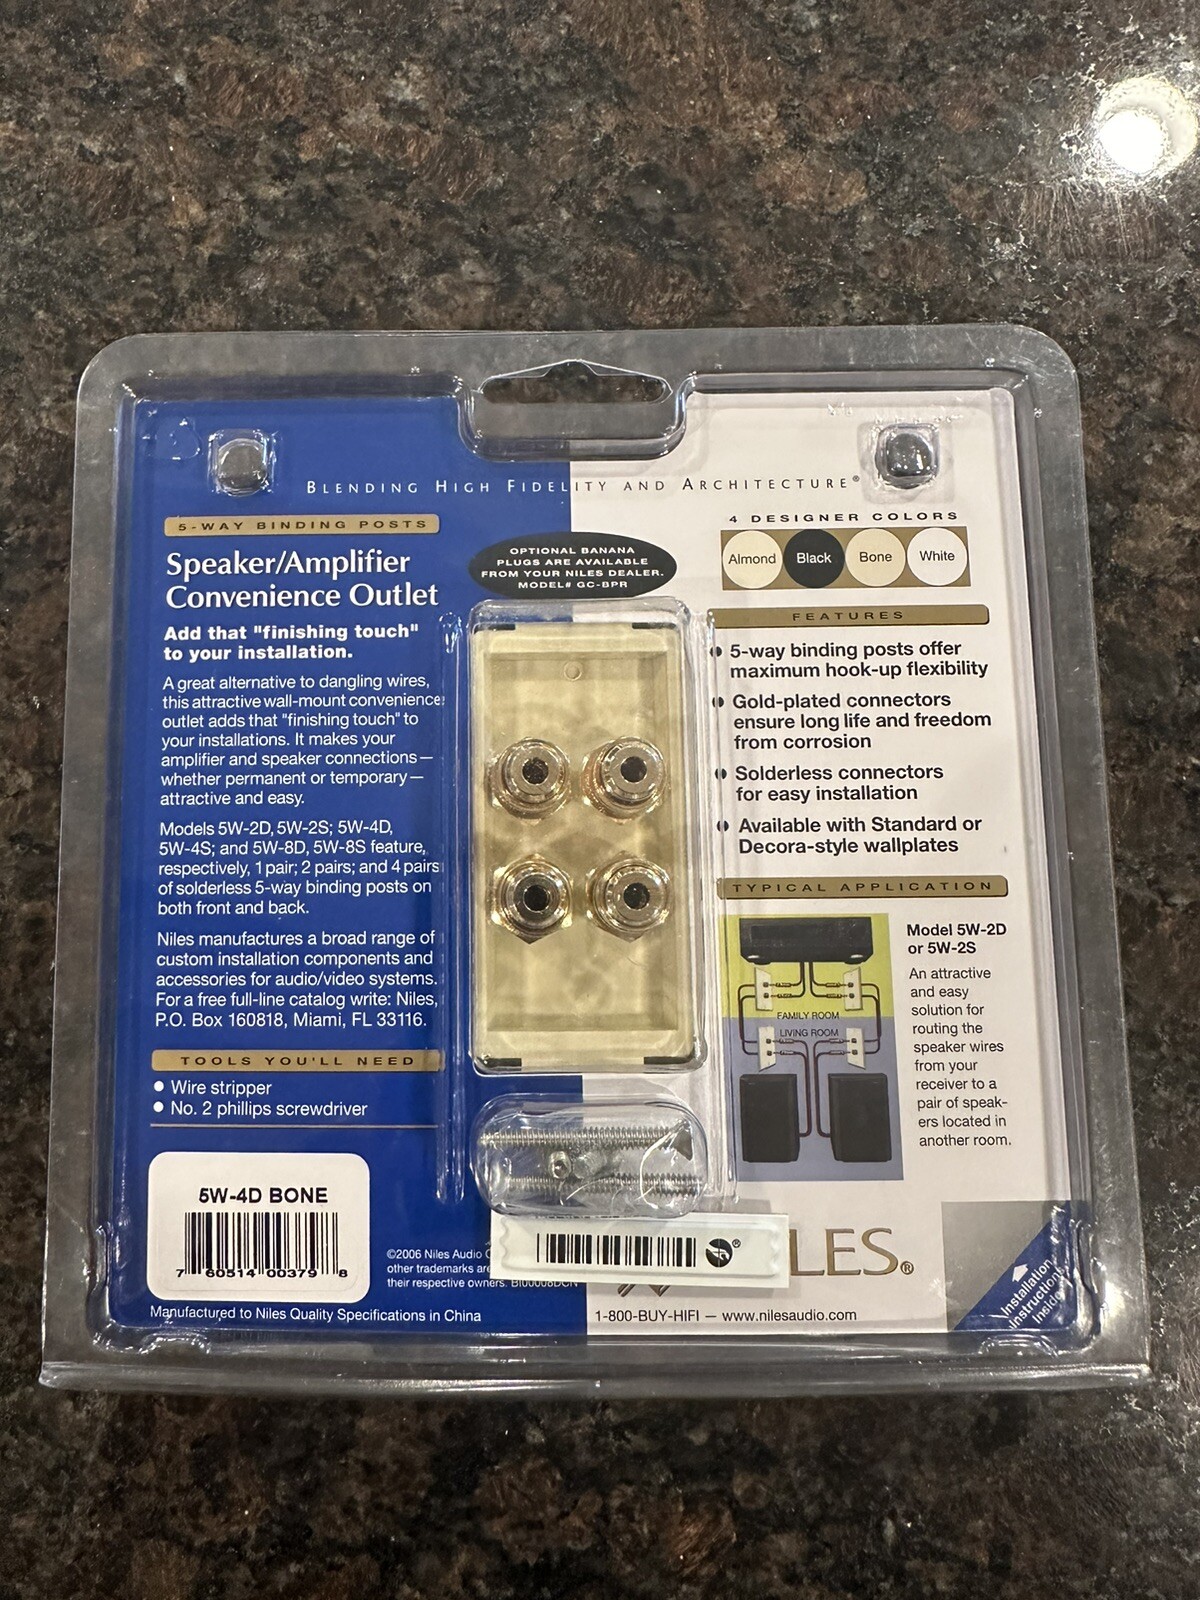 BLENDING HIGH FIDELITY AND ARCHITECTURE®
5-WAY BINDING POSTS
Speaker/Amplifier
Convenience Outlet
Add that "finishing touch"
to your installation.
A great alternative to dangling wires,
this attractive wall-mount convenience
outlet adds that "finishing touch" to
your installations. It makes your
amplifier and speaker connections—
whether permanent or temporary—
attractive and easy.
Models 5W-2D, 5W-2S; 5W-4D,
5W-4S; and 5W-8D, 5W-8S feature,
respectively, 1 pair; 2 pairs; and 4 pairs
of solderless 5-way binding posts on
both front and back.
Niles manufactures a broad range of
custom installation components and
accessories for audio/video systems.
For a free full-line catalog write: Niles,
P.O. Box 160818, Miami, FL 33116.
TOOLS YOU'LL NEED
• Wire stripper
• No. 2 phillips screwdriver
5W-4D BONE
7 60514 00379 8
Manufactured to Niles Quality Specifications in China
©2006 Niles Audio
other trademarks are
their respective owners.
OPTIONAL BANANA
PLUGS ARE AVAILABLE
FROM YOUR NILES DEALER.
MODEL# GC-BPR
4 DESIGNER COLORS
Almond Black Bone White
FEATURES
• 5-way binding posts offer
maximum hook-up flexibility
• Gold-plated connectors
ensure long life and freedom
from corrosion
• Solderless connectors
for easy installation
• Available with Standard or
Decora-style wallplates
TYPICAL APPLICATION
FAMILY ROOM
LIVING ROOM
Model 5W-2D
or 5W-2S
An attractive
and easy
solution for
routing the
speaker wires
from your
receiver to a
pair of speak-
ers located in
another room.
®
LES®
1-800-BUY-HIFI — www.nilesaudio.com
Installation
Instructions
Inside